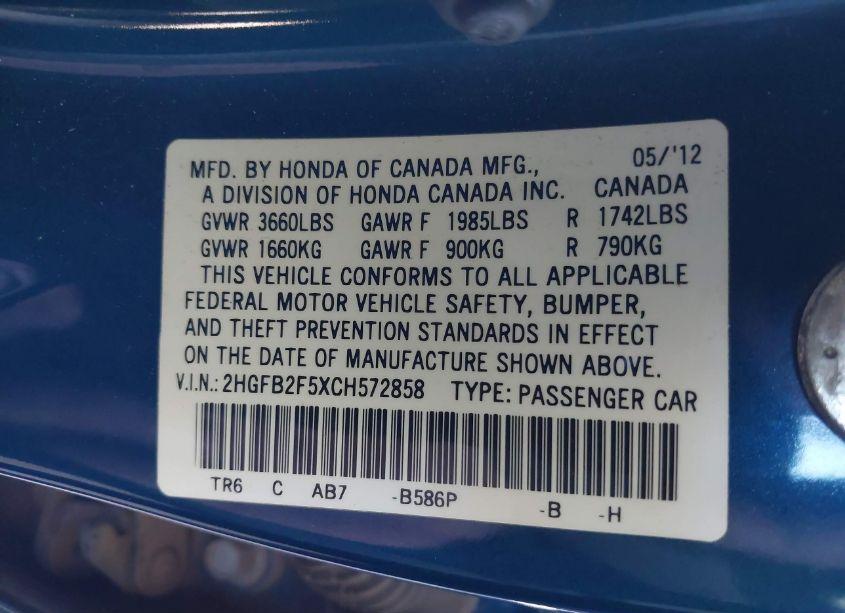 MFD. BY HONDA OF CANADA MFG., 05/'12
A DIVISION OF HONDA CANADA INC. CANADA
GVWR 3660LBS GAWR F 1985LBS R 1742LBS
GVWR 1660KG GAWR F 900KG R 790KG
THIS VEHICLE CONFORMS TO ALL APPLICABLE
FEDERAL MOTOR VEHICLE SAFETY, BUMPER,
AND THEFT PREVENTION STANDARDS IN EFFECT
ON THE DATE OF MANUFACTURE SHOWN ABOVE.
V.I.N.: 2HGFB2F5XCH572858 TYPE: PASSENGER CAR
TR6 C AB7 -B586P -B -H